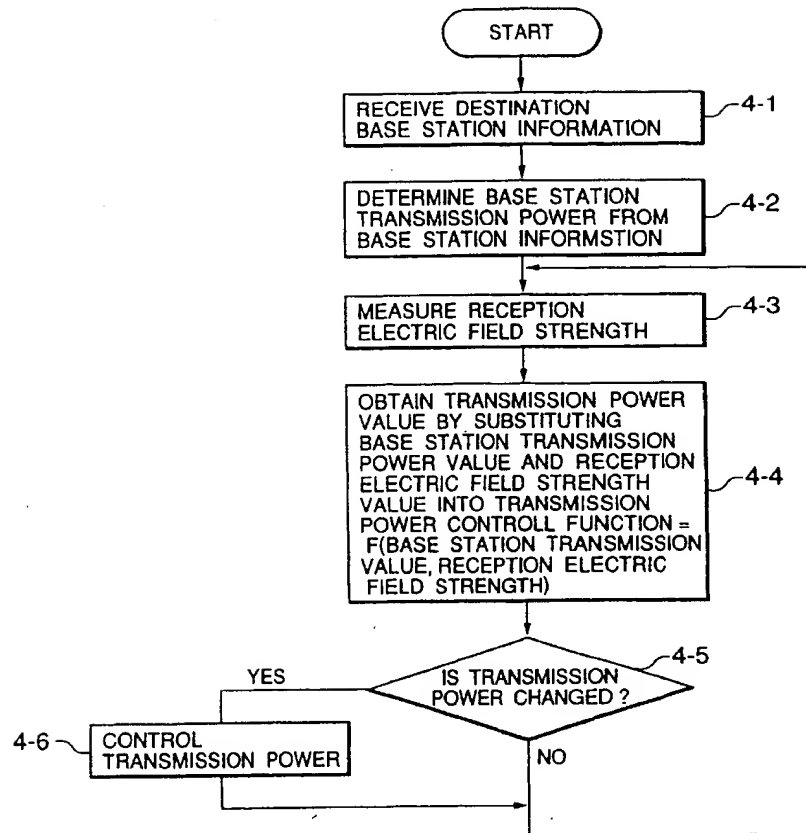 START
RECEIVE DESTINATION
BASE STATION INFORMATION
4-1
DETERMINE BASE STATION
TRANSMISSION POWER FROM
BASE STATION INFORMSTION
4-2
MEASURE RECEPTION
ELECTRIC FIELD STRENGTH
4-3
OBTAIN TRANSMISSION POWER
VALUE BY SUBSTITUTING
BASE STATION TRANSMISSION
POWER VALUE AND RECEPTION
ELECTRIC FIELD STRENGTH
VALUE INTO TRANSMISSION
POWER CONTROLL FUNCTION =
F(BASE STATION TRANSMISSION
VALUE, RECEPTION ELECTRIC
FIELD STRENGTH)
4-4
IS TRANSMISSION
POWER CHANGED ?
4-5
YES
4-6
CONTROL
TRANSMISSION POWER
NO